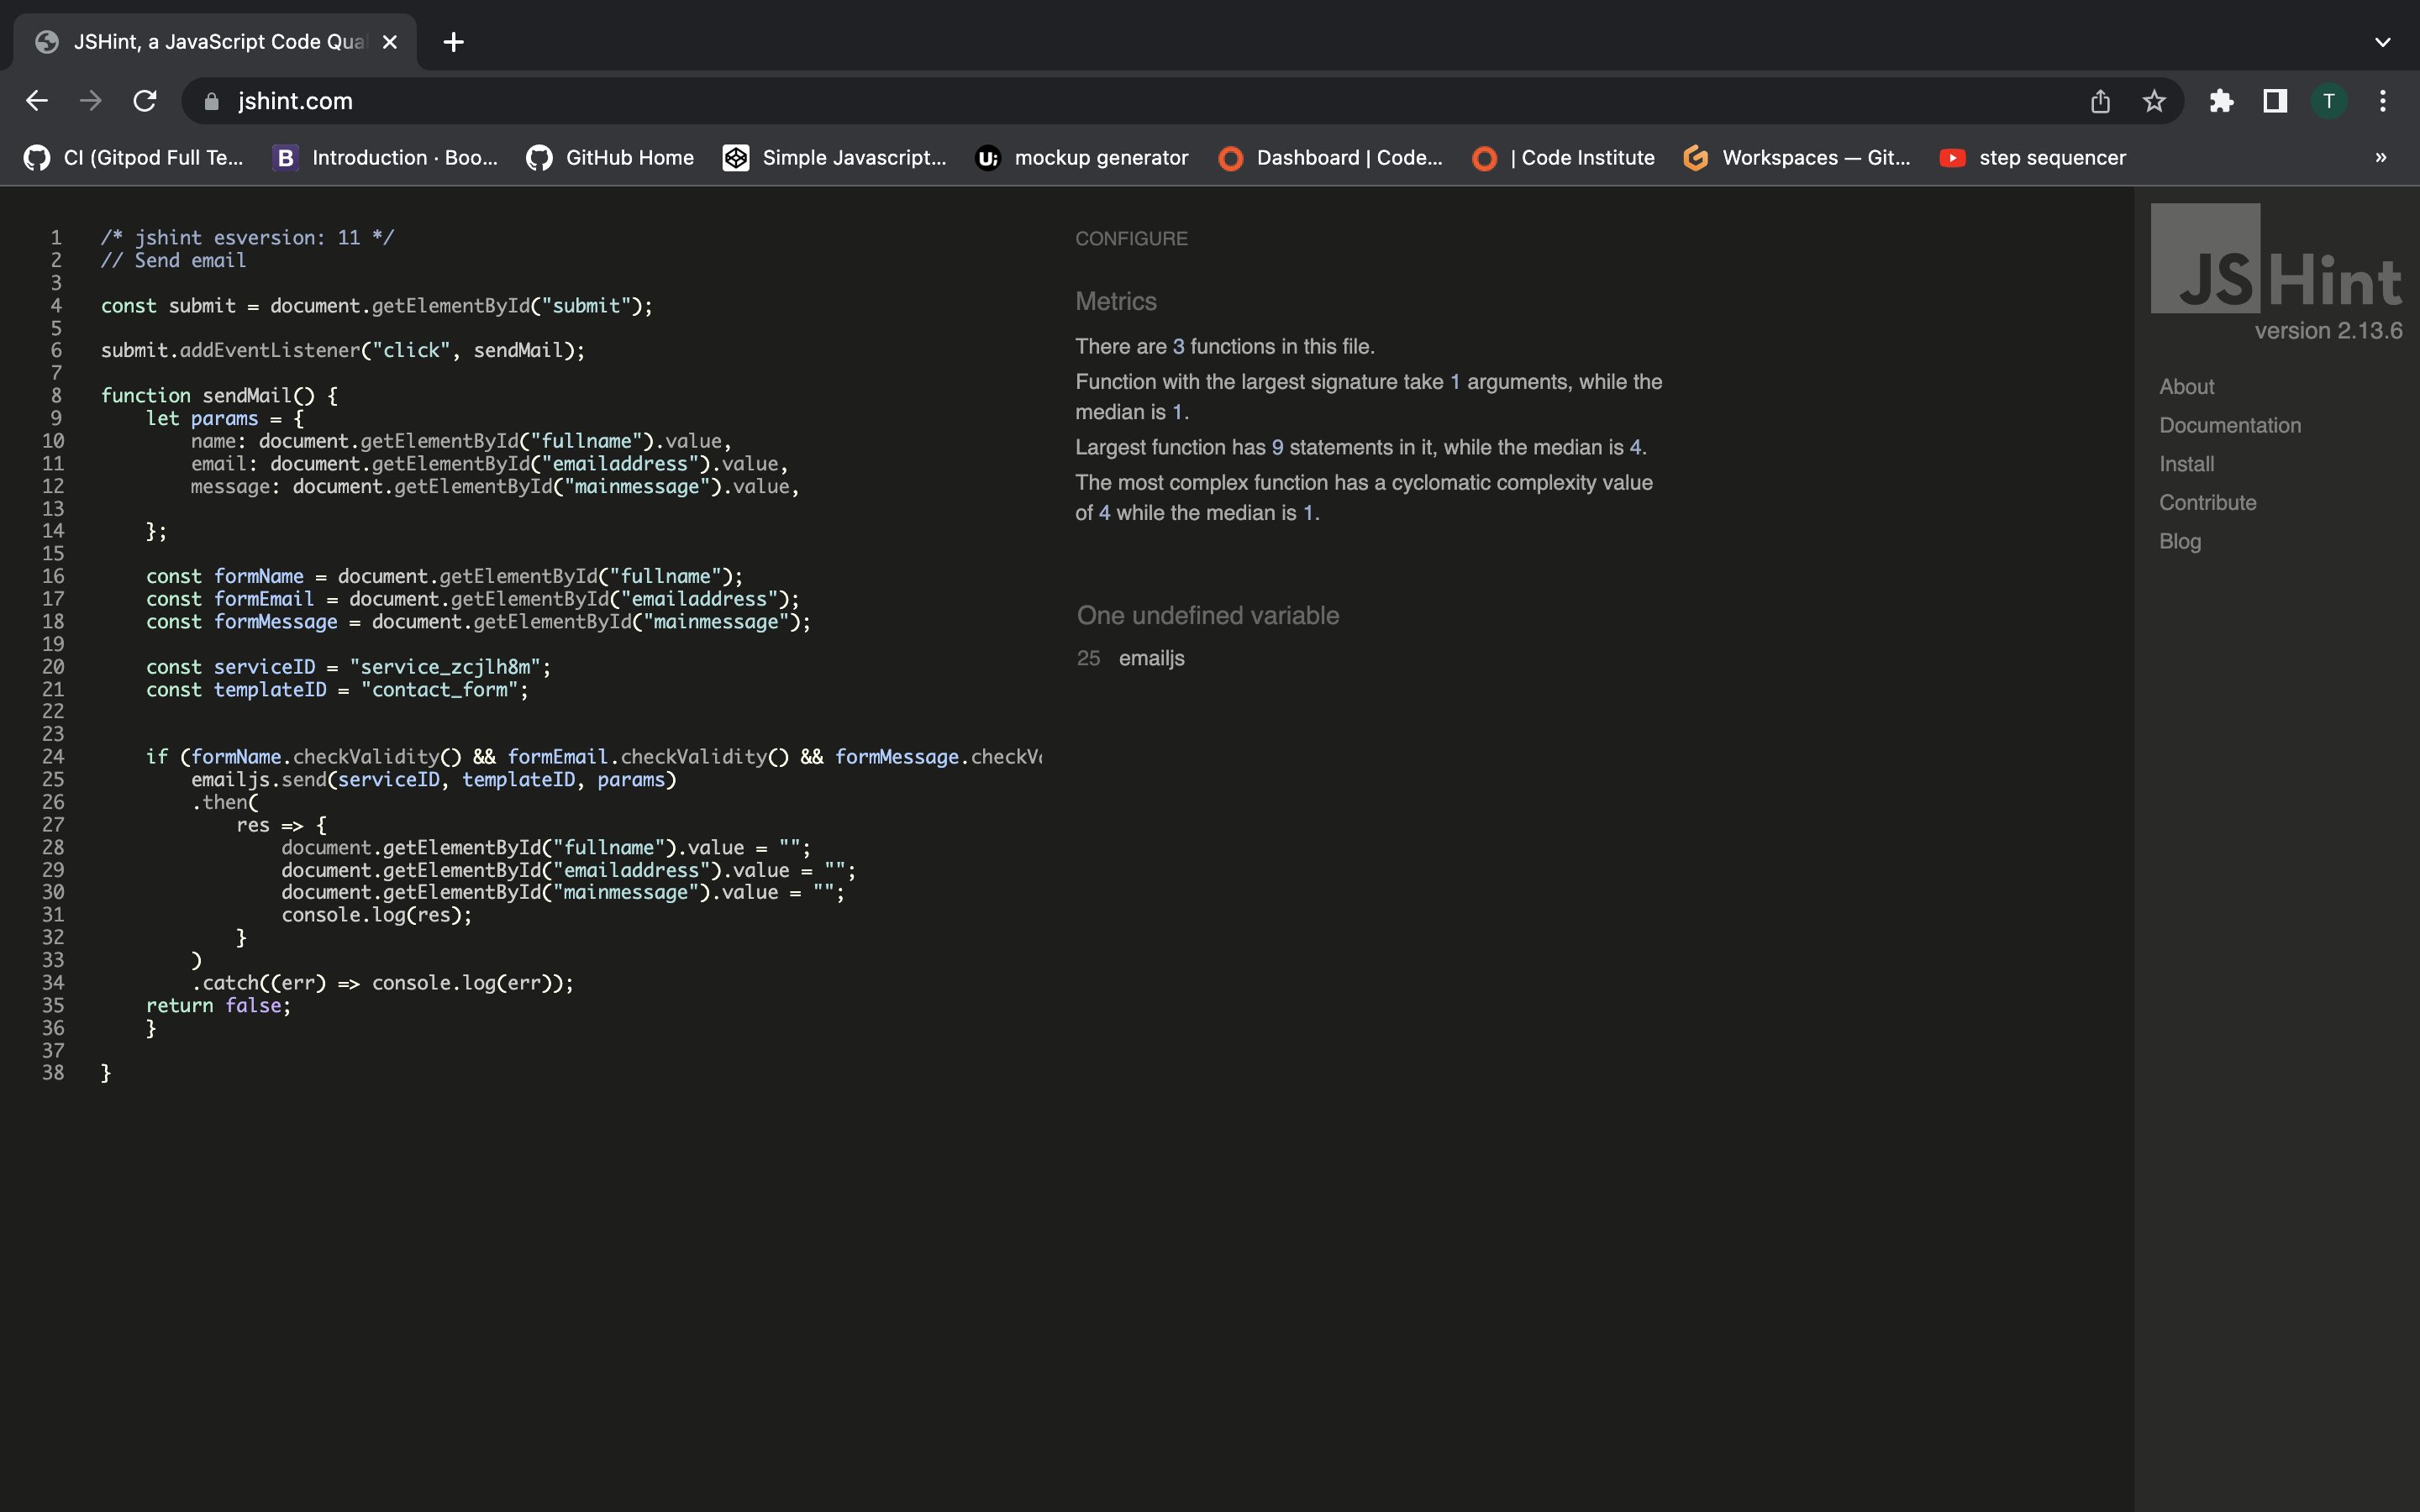 JSHint, a JavaScript Code Qua
jshint.com
T
CI (Gitpod Full Te...
B Introduction · Boo...
GitHub Home
Simple Javascript...
U; mockup generator
Dashboard | Code...
| Code Institute
Workspaces — Git...
step sequencer
»
1 /* jshint esversion: 11 */
2 // Send email
3
4 const submit = document.getElementById("submit");
5
6 submit.addEventListener("click", sendMail);
7
8 function sendMail() {
9 let params = {
10 name: document.getElementById("fullname").value,
11 email: document.getElementById("emailaddress").value,
12 message: document.getElementById("mainmessage").value,
13
14 };
15
16 const formName = document.getElementById("fullname");
17 const formEmail = document.getElementById("emailaddress");
18 const formMessage = document.getElementById("mainmessage");
19
20 const serviceID = "service_zcjlh8m";
21 const templateID = "contact_form";
22
23
24 if (formName.checkValidity() && formEmail.checkValidity() && formMessage.checkV
25 emailjs.send(serviceID, templateID, params)
26 .then(
27 res => {
28 document.getElementById("fullname").value = "";
29 document.getElementById("emailaddress").value = "";
30 document.getElementById("mainmessage").value = "";
31 console.log(res);
32 }
33 )
34 .catch((err) => console.log(err));
35 return false;
36 }
37
38 }
CONFIGURE
Metrics
There are 3 functions in this file.
Function with the largest signature take 1 arguments, while the
median is 1.
Largest function has 9 statements in it, while the median is 4.
The most complex function has a cyclomatic complexity value
of 4 while the median is 1.
One undefined variable
25 emailjs
JSHint
version 2.13.6
About
Documentation
Install
Contribute
Blog